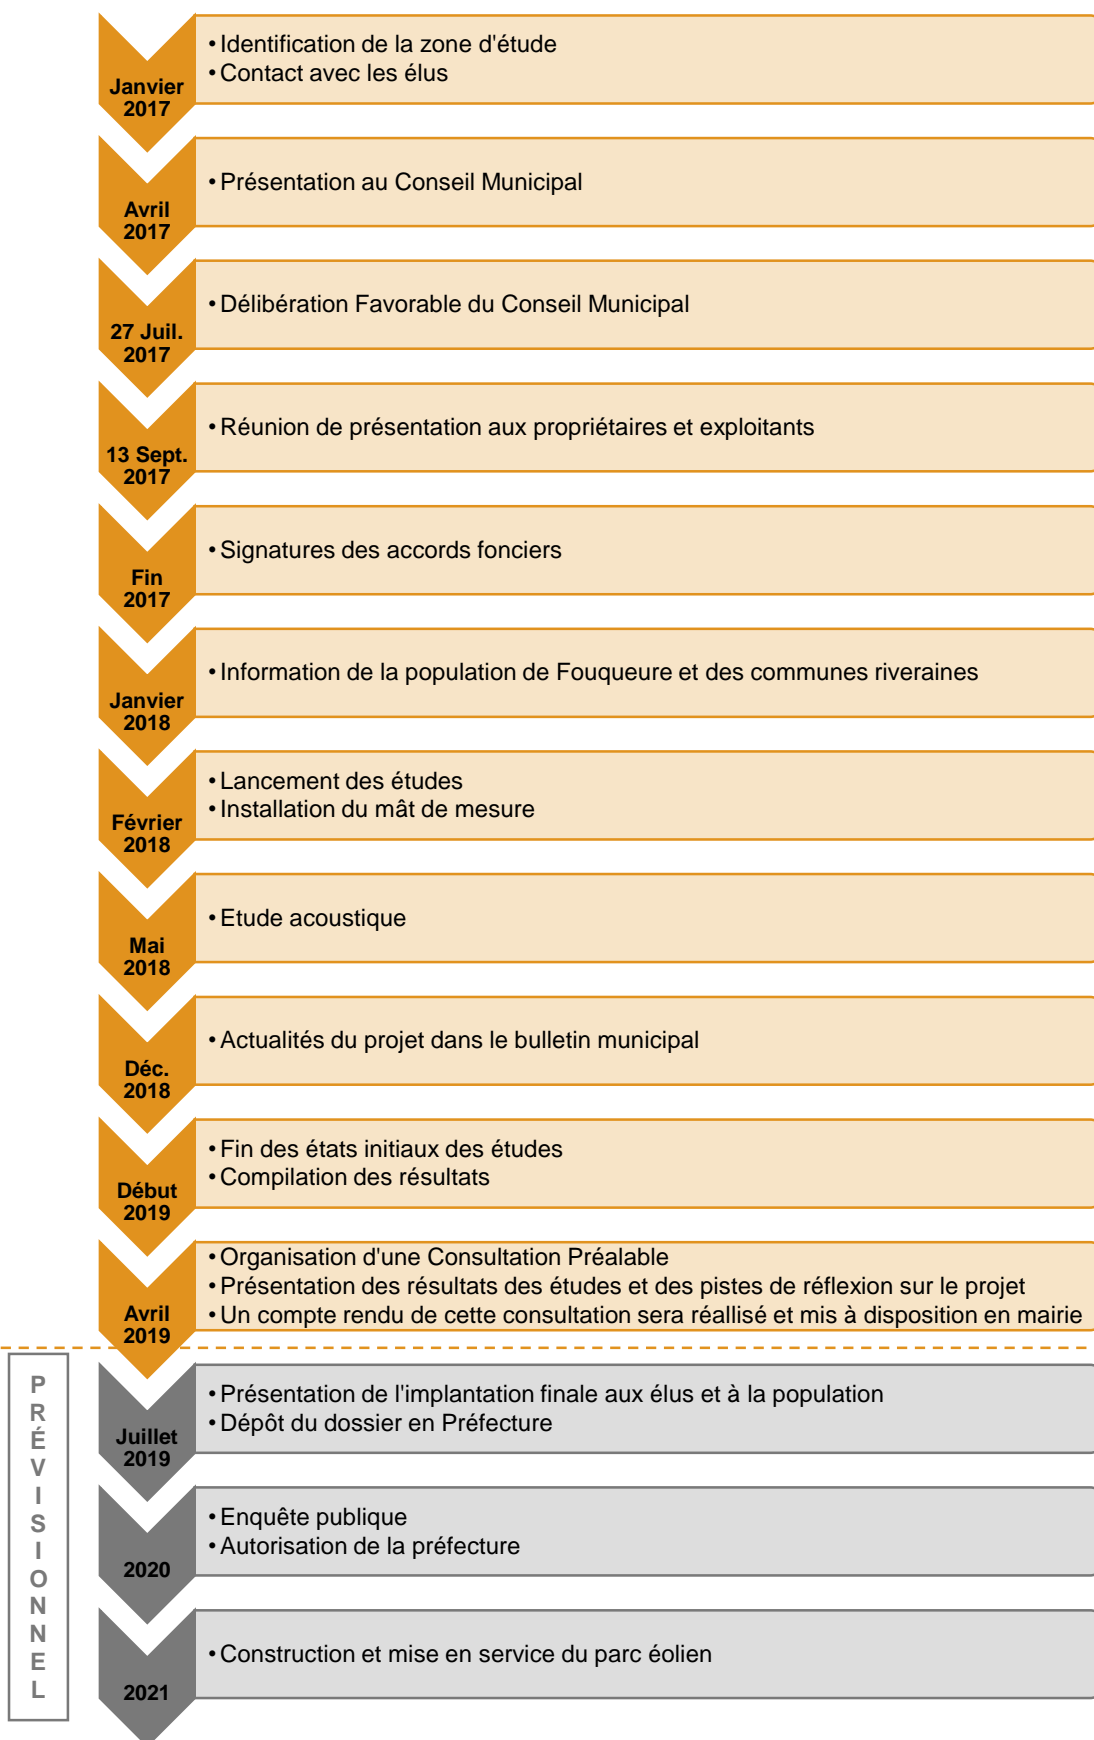 Janvier
2017
• Identification de la zone d'étude
• Contact avec les élus
Avril
2017
• Présentation au Conseil Municipal
27 Juil.
2017
• Délibération Favorable du Conseil Municipal
13 Sept.
2017
• Réunion de présentation aux propriétaires et exploitants
Fin
2017
• Signatures des accords fonciers
Janvier
2018
• Information de la population de Fouqueure et des communes riveraines
Février
2018
• Lancement des études
• Installation du mât de mesure
Mai
2018
• Etude acoustique
Déc.
2018
• Actualités du projet dans le bulletin municipal
Début
2019
• Fin des états initiaux des études
• Compilation des résultats
Avril
2019
• Organisation d'une Consultation Préalable
• Présentation des résultats des études et des pistes de réflexion sur le projet
• Un compte rendu de cette consultation sera réallisé et mis à disposition en mairie
P
R
É
V
I
S
I
O
N
N
E
L
Juillet
2019
• Présentation de l'implantation finale aux élus et à la population
• Dépôt du dossier en Préfecture
2020
• Enquête publique
• Autorisation de la préfecture
2021
• Construction et mise en service du parc éolien